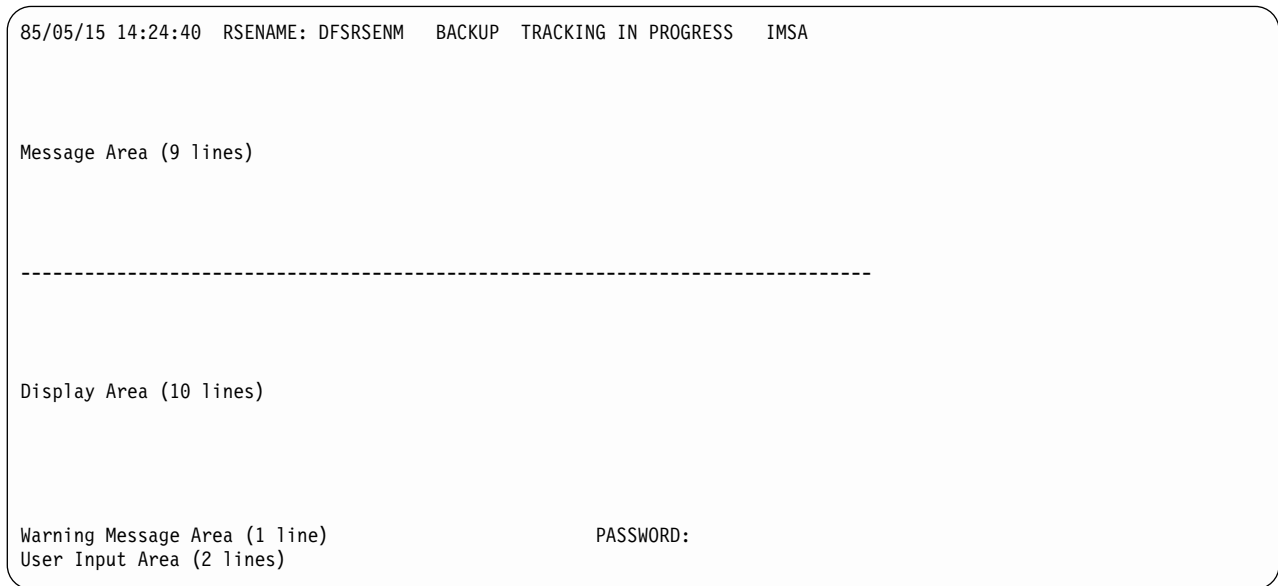 85/05/15 14:24:40 RSENAME: DFSRSENM BACKUP TRACKING IN PROGRESS IMSA
Message Area (9 lines)
--------------------------------------------------------------------------------
Display Area (10 lines)
Warning Message Area (1 line) PASSWORD:
User Input Area (2 lines)